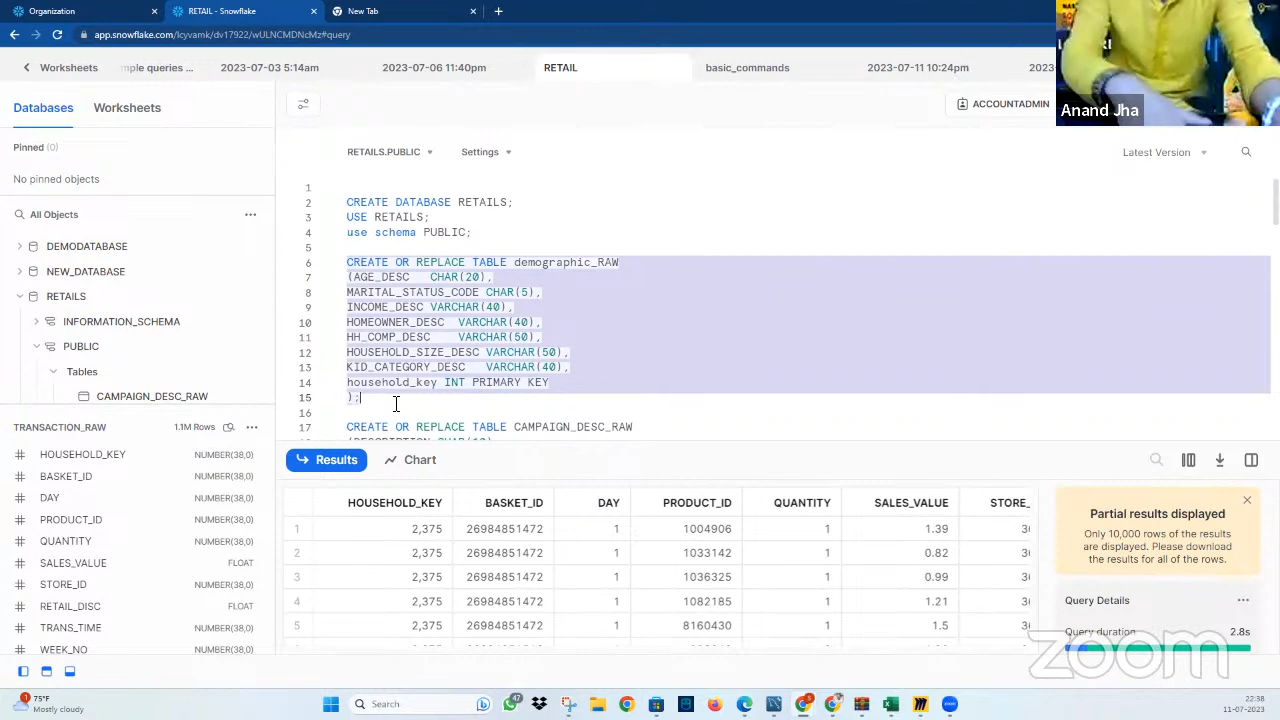 Organization
RETAIL - Snowflake
New Tab
app.snowflake.com/lcyvamk/dv17922/wULNCMDNcMz#query
Worksheets
mple queries ...
2023-07-03 5:14am
2023-07-06 11:40pm
RETAIL
basic_commands
2023-07-11 10:24pm
2023-
Databases
Worksheets
ACCOUNTADMIN
Anand Jha
Pinned (0)
No pinned objects
RETAILS.PUBLIC
Settings
Latest Version
All Objects
DEMODATABASE
NEW_DATABASE
RETAILS
INFORMATION_SCHEMA
PUBLIC
Tables
CAMPAIGN_DESC_RAW
1
2 CREATE DATABASE RETAILS;
3 USE RETAILS;
4 use schema PUBLIC;
5
6 CREATE OR REPLACE TABLE demographic_RAW
7 (AGE_DESC CHAR(20),
8 MARITAL_STATUS_CODE CHAR(5),
9 INCOME_DESC VARCHAR(40),
10 HOMEOWNER_DESC VARCHAR(40),
11 HH_COMP_DESC VARCHAR(50),
12 HOUSEHOLD_SIZE_DESC VARCHAR(50),
13 KID_CATEGORY_DESC VARCHAR(40),
14 household_key INT PRIMARY KEY
15 );
16
17 CREATE OR REPLACE TABLE CAMPAIGN_DESC_RAW
TRANSACTION_RAW 1.1M Rows
HOUSEHOLD_KEY NUMBER(38,0)
BASKET_ID NUMBER(38,0)
DAY NUMBER(38,0)
PRODUCT_ID NUMBER(38,0)
QUANTITY NUMBER(38,0)
SALES_VALUE FLOAT
STORE_ID NUMBER(38,0)
RETAIL_DISC FLOAT
TRANS_TIME NUMBER(38,0)
WEEK_NO NUMBER(38,0)
Results
Chart
HOUSEHOLD_KEY BASKET_ID DAY PRODUCT_ID QUANTITY SALES_VALUE STORE_
1 2,375 26984851472 1 1004906 1 1.39
2 2,375 26984851472 1 1033142 1 0.82
3 2,375 26984851472 1 1036325 1 0.99
4 2,375 26984851472 1 1082185 1 1.21
5 2,375 26984851472 1 8160430 1 1.5
Partial results displayed
Only 10,000 rows of the results
are displayed. Please download
the results for all of the rows.
Query Details
Query duration 2.8s
zoom
75°F
Mostly cloudy
Search
47
22:38
11-07-2023